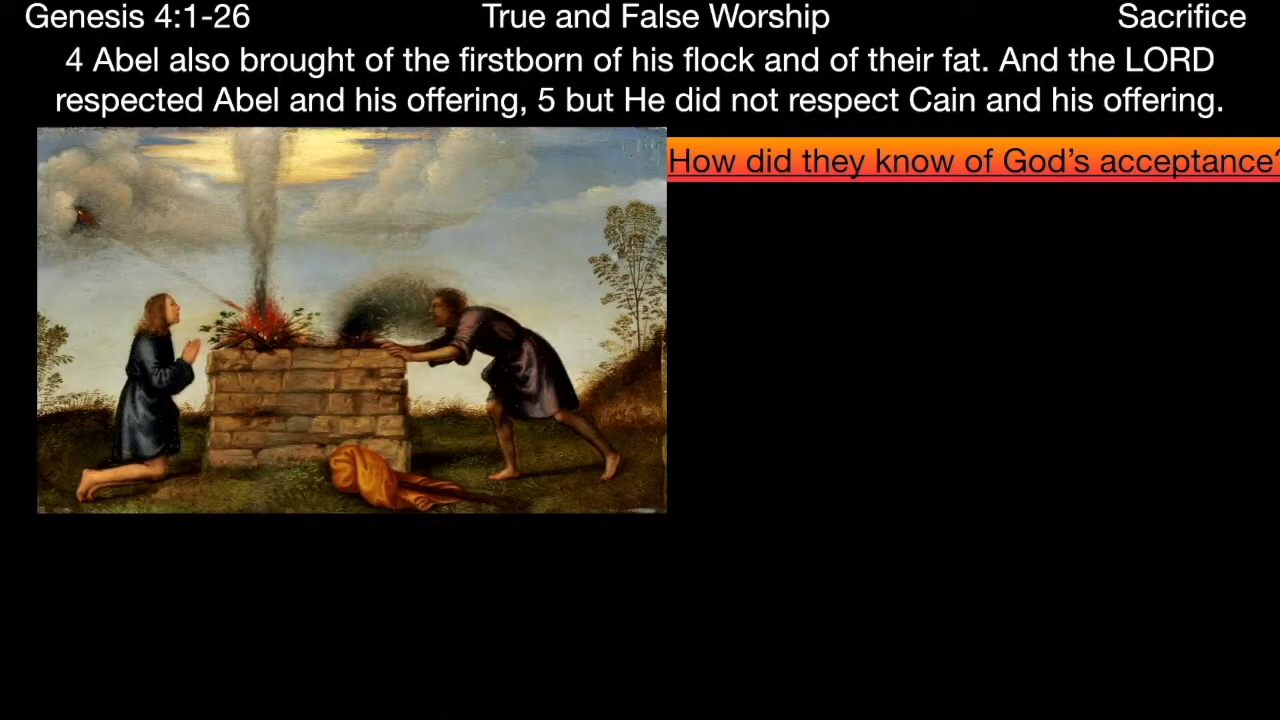 Genesis 4:1-26 True and False Worship Sacrifice
4 Abel also brought of the firstborn of his flock and of their fat. And the LORD
respected Abel and his offering, 5 but He did not respect Cain and his offering.
How did they know of God’s acceptance?